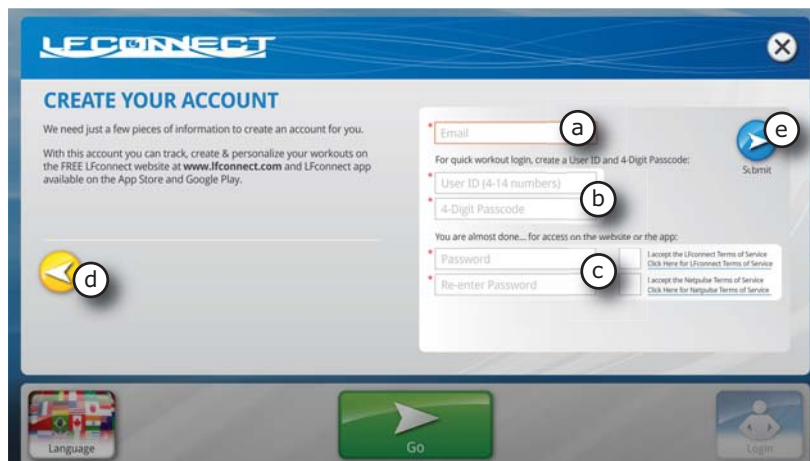 LFCONNECT
CREATE YOUR ACCOUNT
We need just a few pieces of information to create an account for you.
With this account you can track, create & personalize your workouts on
the FREE LFconnect website at www.lfconnect.com and LFconnect app
available on the App Store and Google Play.
d
* Email
a
For quick workout login, create a User ID and 4-Digit Passcode:
* User ID (4-14 numbers)
b
* 4-Digit Passcode
You are almost done... for access on the website or the app:
* Password
c
* Re-enter Password
I accept the LFconnect Terms of Service
Click Here for LFconnect Terms of Service
I accept the Netpulse Terms of Service
Click Here for Netpulse Terms of Service
e
Submit
Language
Go
Login